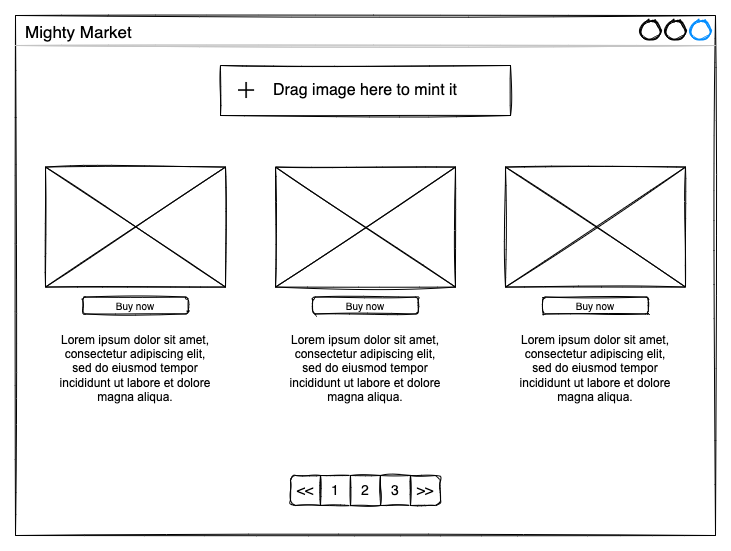 Mighty Market
Drag image here to mint it
Buy now
Buy now
Buy now
Lorem ipsum dolor sit amet,
consectetur adipiscing elit,
sed do eiusmod tempor
incididunt ut labore et dolore
magna aliqua.
Lorem ipsum dolor sit amet,
consectetur adipiscing elit,
sed do eiusmod tempor
incididunt ut labore et dolore
magna aliqua.
Lorem ipsum dolor sit amet,
consectetur adipiscing elit,
sed do eiusmod tempor
incididunt ut labore et dolore
magna aliqua.
<< 1 2 3 >>